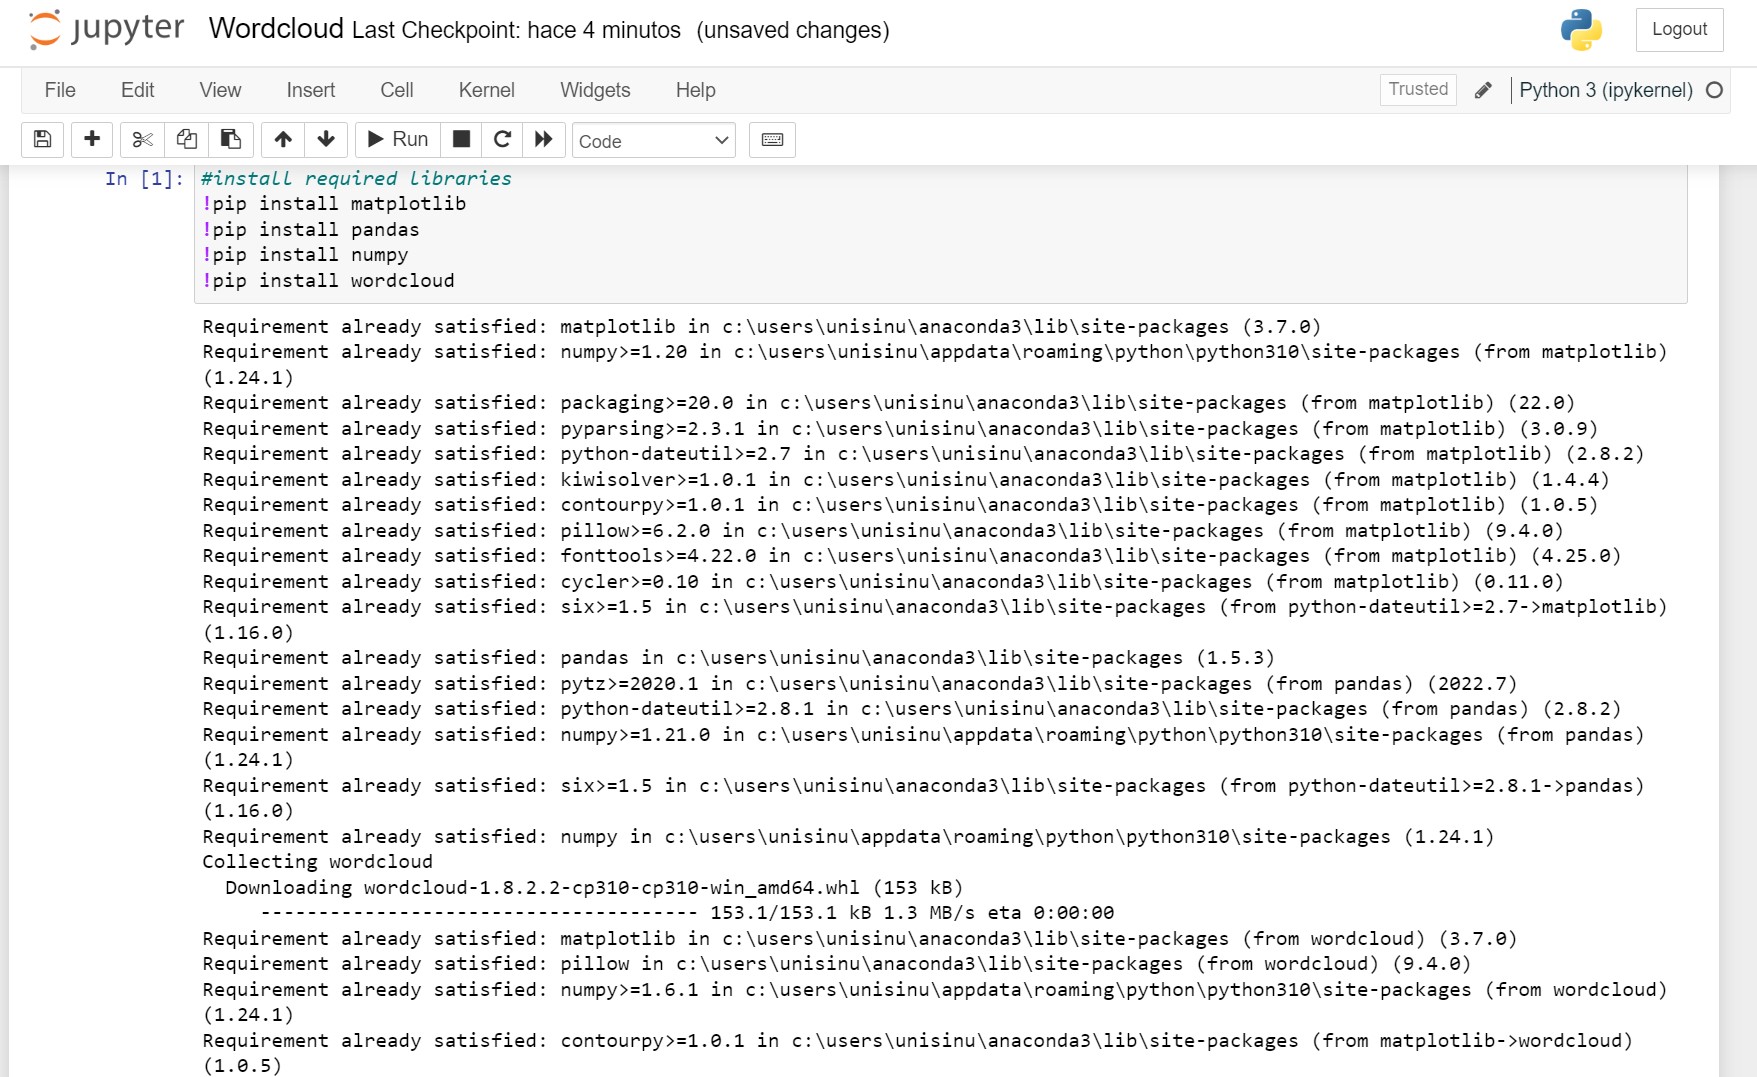 jupyter Wordcloud Last Checkpoint: hace 4 minutos (unsaved changes) Logout
File Edit View Insert Cell Kernel Widgets Help Trusted Python 3 (ipykernel)
Run Code
In [1]: #install required libraries
!pip install matplotlib
!pip install pandas
!pip install numpy
!pip install wordcloud
Requirement already satisfied: matplotlib in c:\users\unisinu\anaconda3\lib\site-packages (3.7.0)
Requirement already satisfied: numpy>=1.20 in c:\users\unisinu\appdata\roaming\python\python310\site-packages (from matplotlib)
(1.24.1)
Requirement already satisfied: packaging>=20.0 in c:\users\unisinu\anaconda3\lib\site-packages (from matplotlib) (22.0)
Requirement already satisfied: pyparsing>=2.3.1 in c:\users\unisinu\anaconda3\lib\site-packages (from matplotlib) (3.0.9)
Requirement already satisfied: python-dateutil>=2.7 in c:\users\unisinu\anaconda3\lib\site-packages (from matplotlib) (2.8.2)
Requirement already satisfied: kiwisolver>=1.0.1 in c:\users\unisinu\anaconda3\lib\site-packages (from matplotlib) (1.4.4)
Requirement already satisfied: contourpy>=1.0.1 in c:\users\unisinu\anaconda3\lib\site-packages (from matplotlib) (1.0.5)
Requirement already satisfied: pillow>=6.2.0 in c:\users\unisinu\anaconda3\lib\site-packages (from matplotlib) (9.4.0)
Requirement already satisfied: fonttools>=4.22.0 in c:\users\unisinu\anaconda3\lib\site-packages (from matplotlib) (4.25.0)
Requirement already satisfied: cycler>=0.10 in c:\users\unisinu\anaconda3\lib\site-packages (from matplotlib) (0.11.0)
Requirement already satisfied: six>=1.5 in c:\users\unisinu\anaconda3\lib\site-packages (from python-dateutil>=2.7->matplotlib)
(1.16.0)
Requirement already satisfied: pandas in c:\users\unisinu\anaconda3\lib\site-packages (1.5.3)
Requirement already satisfied: pytz>=2020.1 in c:\users\unisinu\anaconda3\lib\site-packages (from pandas) (2022.7)
Requirement already satisfied: python-dateutil>=2.8.1 in c:\users\unisinu\anaconda3\lib\site-packages (from pandas) (2.8.2)
Requirement already satisfied: numpy>=1.21.0 in c:\users\unisinu\appdata\roaming\python\python310\site-packages (from pandas)
(1.24.1)
Requirement already satisfied: six>=1.5 in c:\users\unisinu\anaconda3\lib\site-packages (from python-dateutil>=2.8.1->pandas)
(1.16.0)
Requirement already satisfied: numpy in c:\users\unisinu\appdata\roaming\python\python310\site-packages (1.24.1)
Collecting wordcloud
  Downloading wordcloud-1.8.2.2-cp310-cp310-win_amd64.whl (153 kB)
     -------------------------------------- 153.1/153.1 kB 1.3 MB/s eta 0:00:00
Requirement already satisfied: matplotlib in c:\users\unisinu\anaconda3\lib\site-packages (from wordcloud) (3.7.0)
Requirement already satisfied: pillow in c:\users\unisinu\anaconda3\lib\site-packages (from wordcloud) (9.4.0)
Requirement already satisfied: numpy>=1.6.1 in c:\users\unisinu\appdata\roaming\python\python310\site-packages (from wordcloud)
(1.24.1)
Requirement already satisfied: contourpy>=1.0.1 in c:\users\unisinu\anaconda3\lib\site-packages (from matplotlib->wordcloud)
(1.0.5)